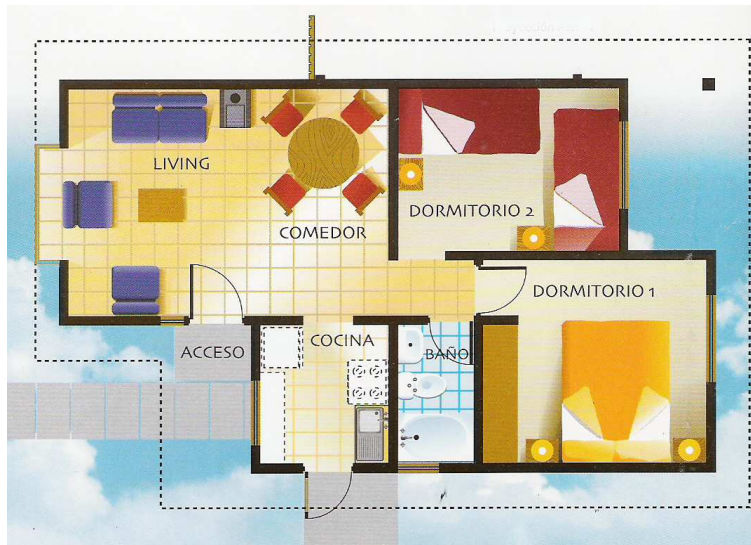 LIVING
COMEDOR
DORMITORIO 2
DORMITORIO 1
ACCESO
COCINA
BAÑO